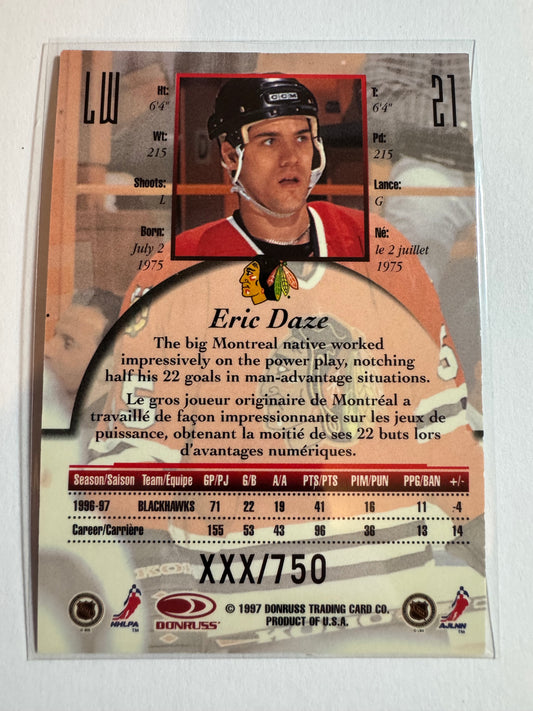 LW
21
Ht:
6'4"
Wt:
215
Shoots:
L
Born:
July 2
1975
T:
6'4"
Pd:
215
Lance:
G
Né:
le 2 juillet
1975
CCM
Eric Daze
The big Montreal native worked
impressively on the power play, notching
half his 22 goals in man-advantage situations.
Le gros joueur originaire de Montréal a
travaillé de façon impressionnante sur les jeux de
puissance, obtenant la moitié de ses 22 buts lors
d'avantages numériques.
Season/Saison Team/Équipe GP/PJ G/B A/A PTS/PTS PIM/PUN PPG/BAN +/-
1996-97 BLACKHAWKS 71 22 19 41 16 11 -4
Career/Carrière 155 53 43 96 36 13 14
XXX/750
NHLPA
TM
DONRUSS
© 1997 DONRUSS TRADING CARD CO.
PRODUCT OF U.S.A.
AJLNH
TM